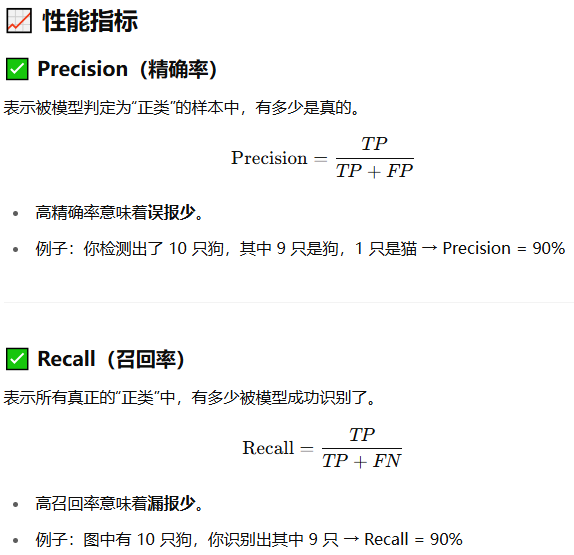 📈 性能指标
✅ Precision（精确率）
表示被模型判定为“正类”的样本中，有多少是真的。
Precision = TP / (TP + FP)
• 高精确率意味着误报少。
• 例子：你检测出了 10 只狗，其中 9 只是狗，1 只是猫 → Precision = 90%
✅ Recall（召回率）
表示所有真正的“正类”中，有多少被模型成功识别了。
Recall = TP / (TP + FN)
• 高召回率意味着漏报少。
• 例子：图中有 10 只狗，你识别出其中 9 只 → Recall = 90%